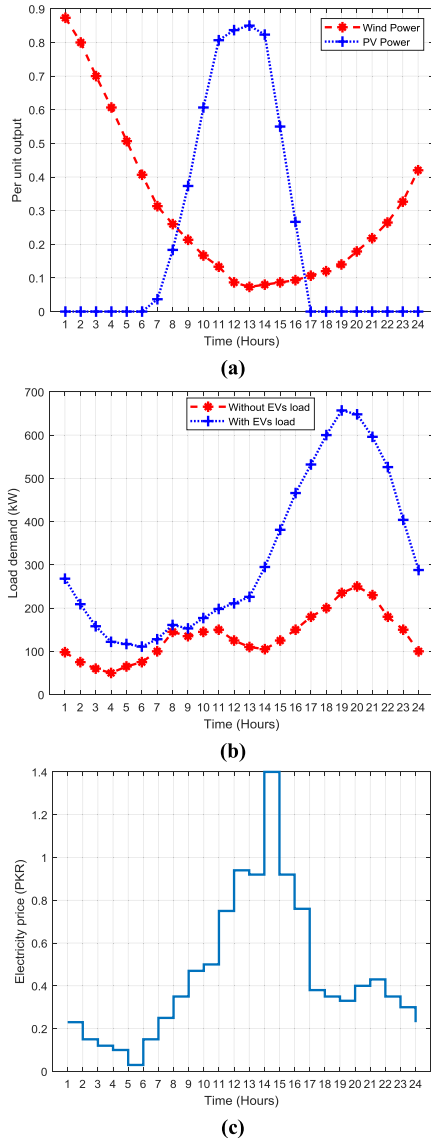 0.9
0.8
0.7
0.6
0.5
0.4
0.3
0.2
0.1
0
Per unit output
Wind Power
PV Power
1 2 3 4 5 6 7 8 9 10 11 12 13 14 15 16 17 18 19 20 21 22 23 24
Time (Hours)
(a)
700
600
500
400
300
200
100
0
Load demand (kW)
Without EVs load
With EVs load
1 2 3 4 5 6 7 8 9 10 11 12 13 14 15 16 17 18 19 20 21 22 23 24
Time (Hours)
(b)
1.4
1.2
1
0.8
0.6
0.4
0.2
0
Electricity price (PKR)
1 2 3 4 5 6 7 8 9 10 11 12 13 14 15 16 17 18 19 20 21 22 23 24
Time (Hours)
(c)